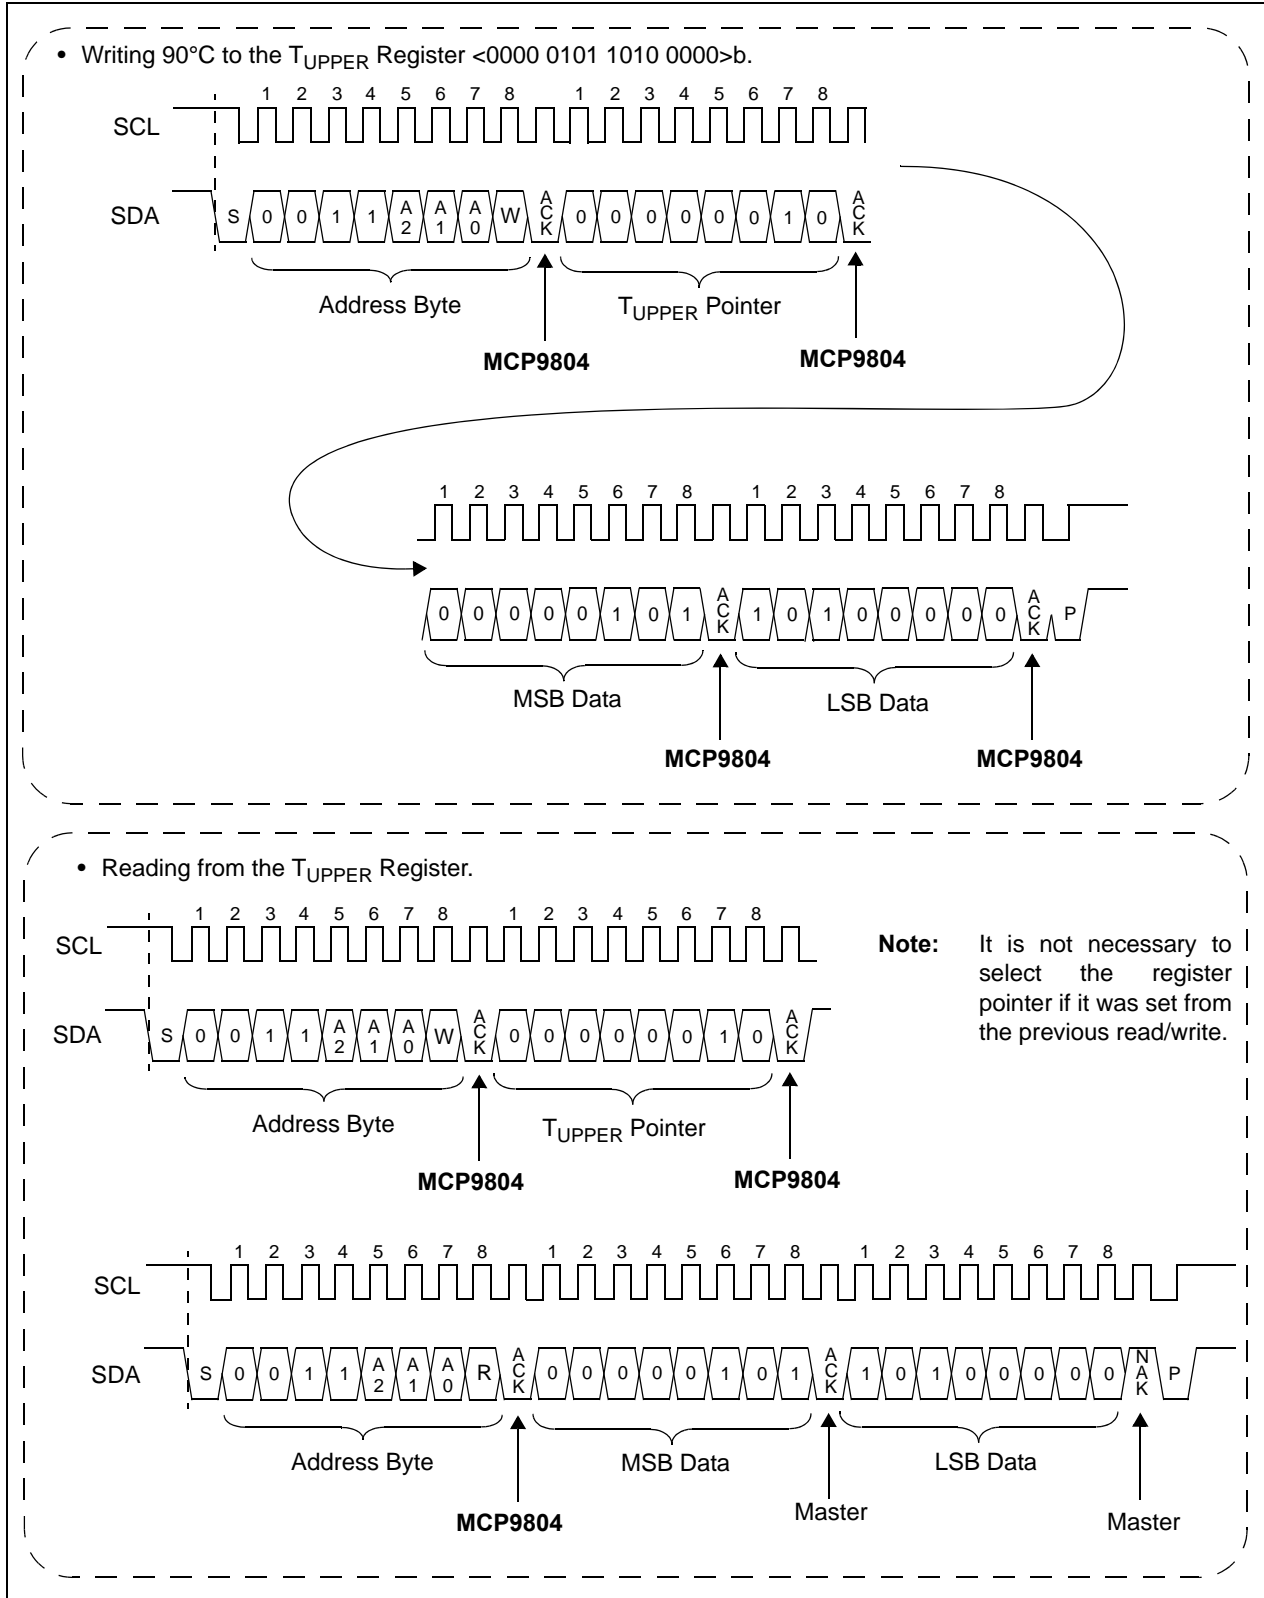 • Writing 90°C to the TUPPER Register <0000 0101 1010 0000>b.
1 2 3 4 5 6 7 8 1 2 3 4 5 6 7 8
SCL
SDA S 0 0 1 1 A2 A1 A0 W ACK 0 0 0 0 0 0 1 0 ACK
Address Byte TUPPER Pointer
MCP9804 MCP9804
1 2 3 4 5 6 7 8 1 2 3 4 5 6 7 8
0 0 0 0 0 1 0 1 ACK 1 0 1 0 0 0 0 0 ACK P
MSB Data LSB Data
MCP9804 MCP9804
• Reading from the TUPPER Register.
1 2 3 4 5 6 7 8 1 2 3 4 5 6 7 8
SCL
Note: It is not necessary to
select the register
pointer if it was set from
the previous read/write.
SDA S 0 0 1 1 A2 A1 A0 W ACK 0 0 0 0 0 0 1 0 ACK
Address Byte TUPPER Pointer
MCP9804 MCP9804
1 2 3 4 5 6 7 8 1 2 3 4 5 6 7 8 1 2 3 4 5 6 7 8
SCL
SDA S 0 0 1 1 A2 A1 A0 R ACK 0 0 0 0 0 1 0 1 ACK 1 0 1 0 0 0 0 0 NAK P
Address Byte MSB Data LSB Data
MCP9804 Master Master